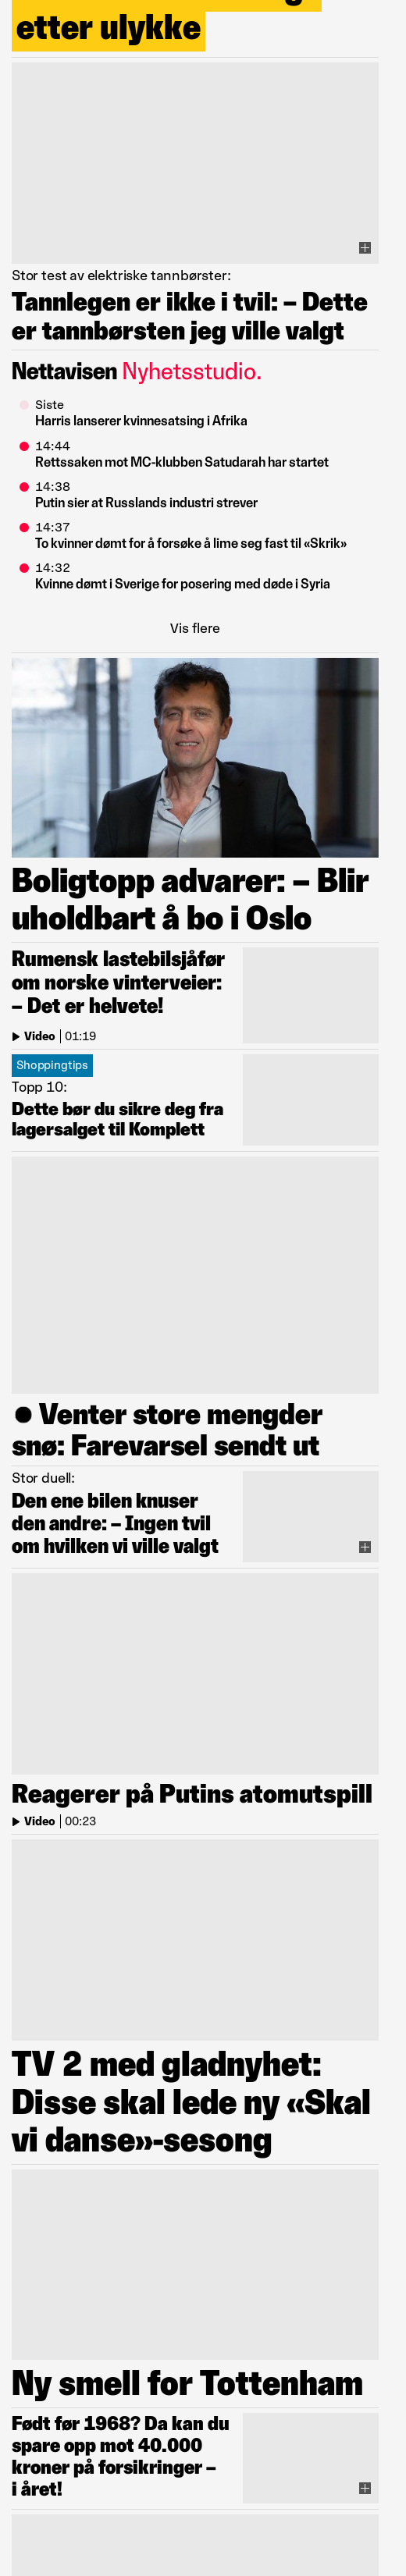 etter ulykke
Stor test av elektriske tannbørster:
Tannlegen er ikke i tvil: – Dette
er tannbørsten jeg ville valgt
Nettavisen Nyhetsstudio.
Siste
Harris lanserer kvinnesatsing i Afrika
14:44
Rettssaken mot MC-klubben Satudarah har startet
14:38
Putin sier at Russlands industri strever
14:37
To kvinner dømt for å forsøke å lime seg fast til «Skrik»
14:32
Kvinne dømt i Sverige for posering med døde i Syria
Vis flere
Boligtopp advarer: – Blir
uholdbart å bo i Oslo
Rumensk lastebilsjåfør
om norske vinterveier:
– Det er helvete!
Video 01:19
Shoppingtips
Topp 10:
Dette bør du sikre deg fra
lagersalget til Komplett
Venter store mengder
snø: Farevarsel sendt ut
Stor duell:
Den ene bilen knuser
den andre: – Ingen tvil
om hvilken vi ville valgt
Reagerer på Putins atomutspill
Video 00:23
TV 2 med gladnyhet:
Disse skal lede ny «Skal
vi danse»-sesong
Ny smell for Tottenham
Født før 1968? Da kan du
spare opp mot 40.000
kroner på forsikringer –
i året!